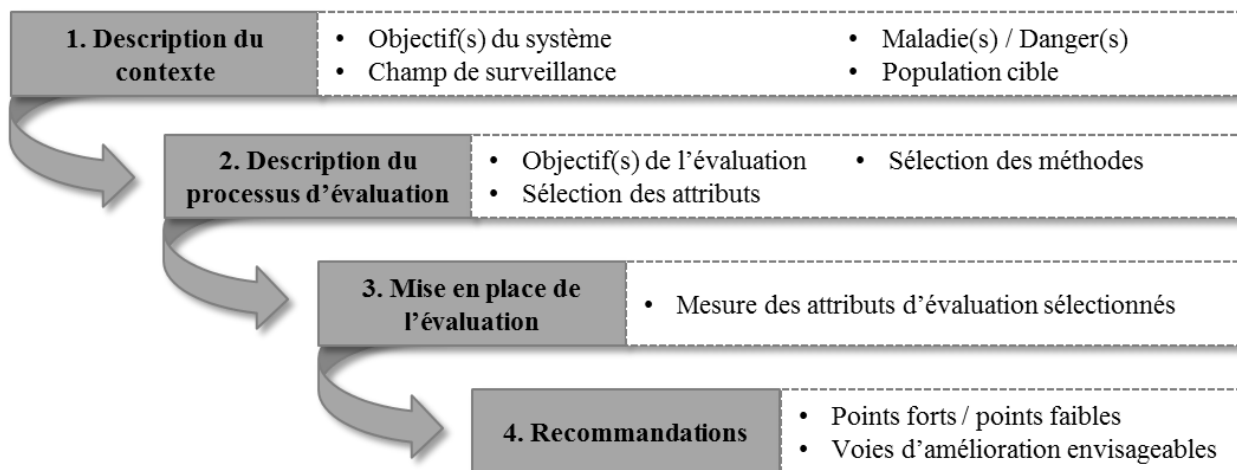 1. Description du
contexte
• Objectif(s) du système
• Champ de surveillance
• Maladie(s) / Danger(s)
• Population cible
2. Description du
processus d’évaluation
• Objectif(s) de l’évaluation
• Sélection des attributs
• Sélection des méthodes
3. Mise en place de
l’évaluation
• Mesure des attributs d’évaluation sélectionnés
4. Recommandations
• Points forts / points faibles
• Voies d’amélioration envisageables